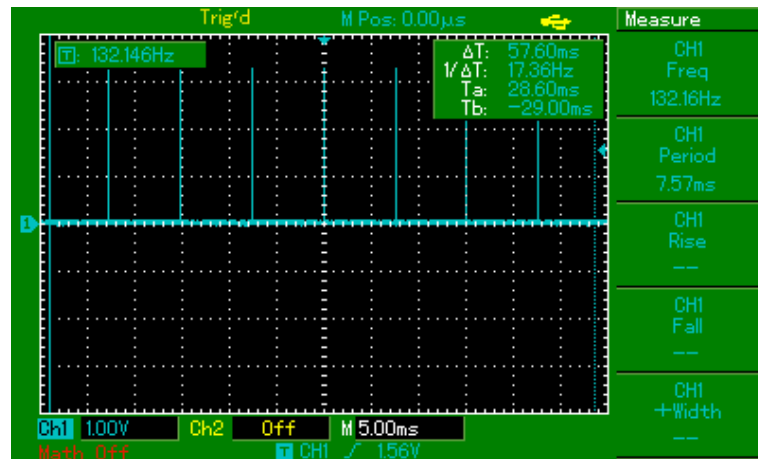 Trig'd M Pos: 0.00µs Measure
T: 132.146Hz
ΔT: 57.60ms
1/ΔT: 17.36Hz
Ta: 28.60ms
Tb: -29.00ms
CH1
Freq
132.16Hz
CH1
Period
7.57ms
1
CH1
Rise
--
CH1
Fall
--
CH1
+Width
--
Ch1 1.00V Ch2 Off M 5.00ms
Math Off T CH1 / 1.56V